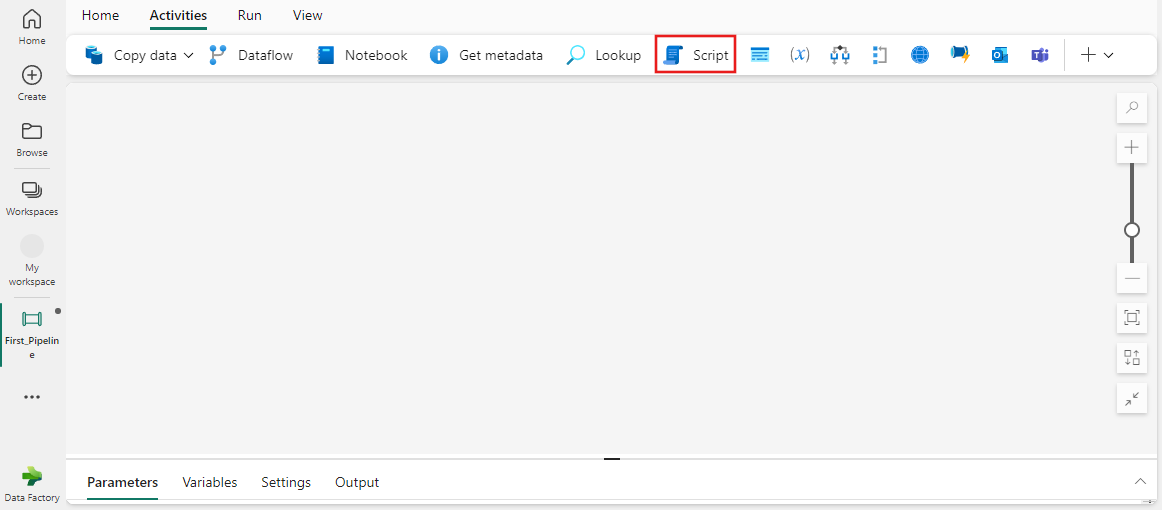 Home
Activities
Run
View
Copy data
Dataflow
Notebook
Get metadata
Lookup
Script
(x)
Home
Create
Browse
Workspaces
My
workspace
First_Pipelin
e
Data Factory
Parameters
Variables
Settings
Output